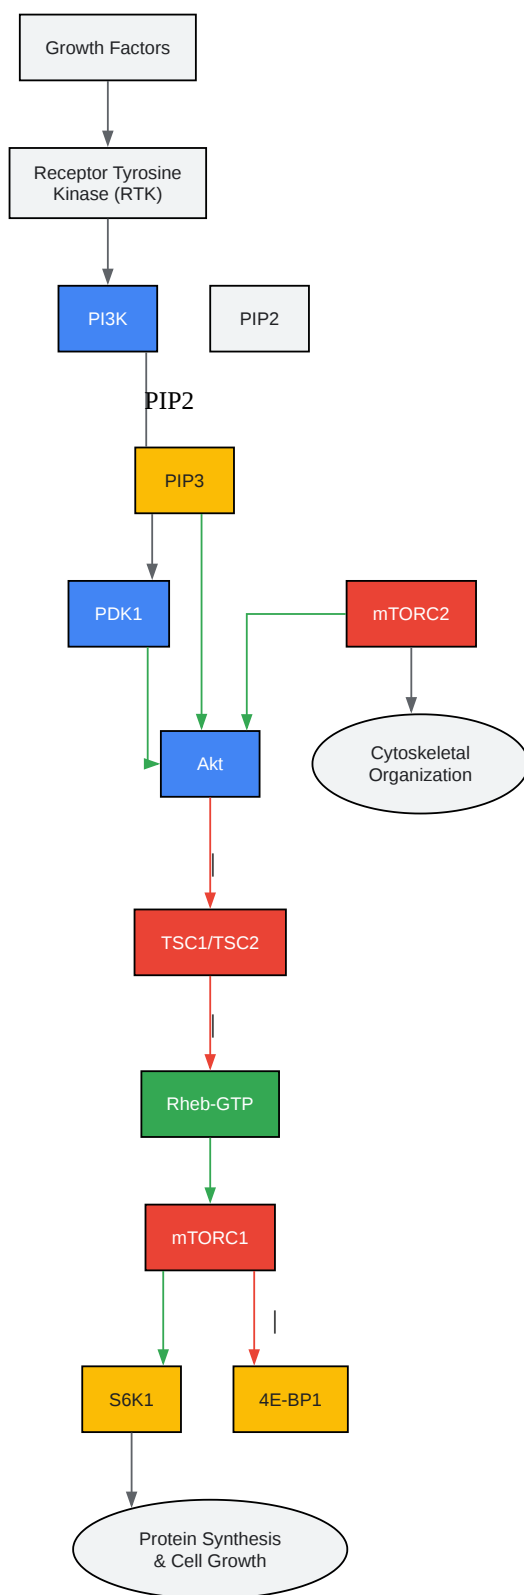 Growth Factors
Receptor Tyrosine
Kinase (RTK)
PI3K
PIP2
PIP2
PIP3
PDK1
mTORC2
Akt
Cytoskeletal
Organization
|
TSC1/TSC2
|
Rheb-GTP
mTORC1
|
S6K1
4E-BP1
Protein Synthesis
& Cell Growth